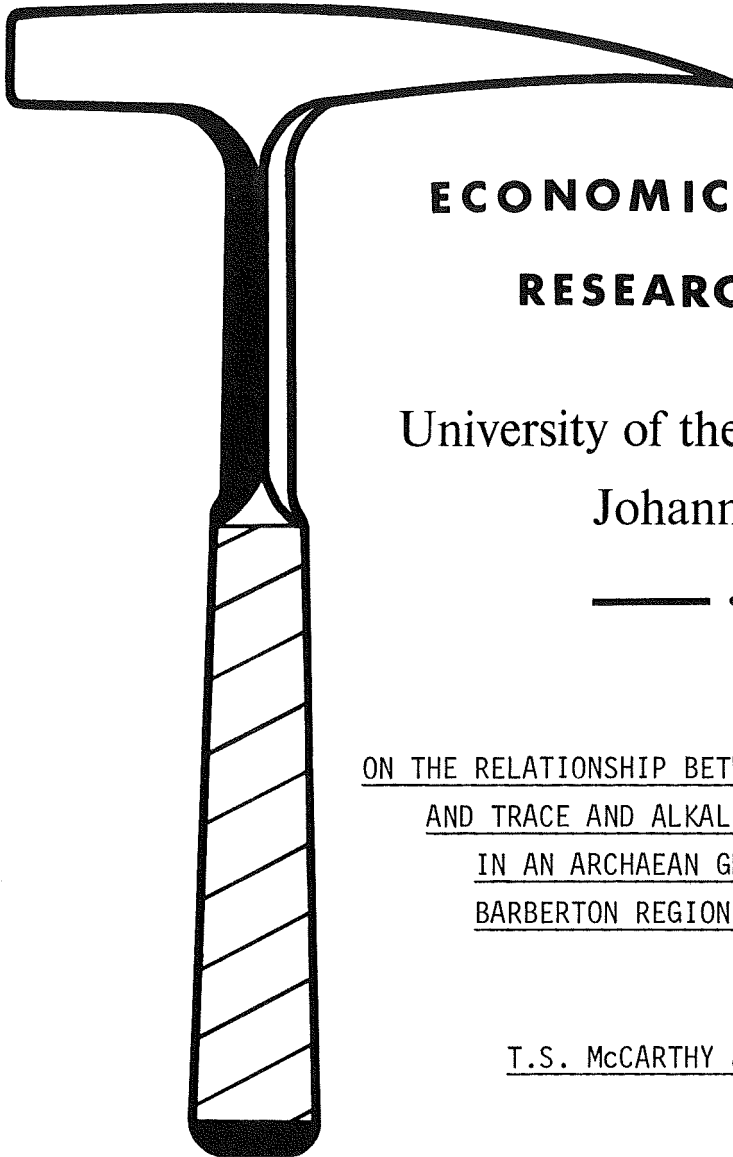 ECONOMIC
RESEARC
University of the
Johann
ON THE RELATIONSHIP BET
AND TRACE AND ALKAL
IN AN ARCHAEAN G
BARBERTON REGION
T.S. McCARTHY